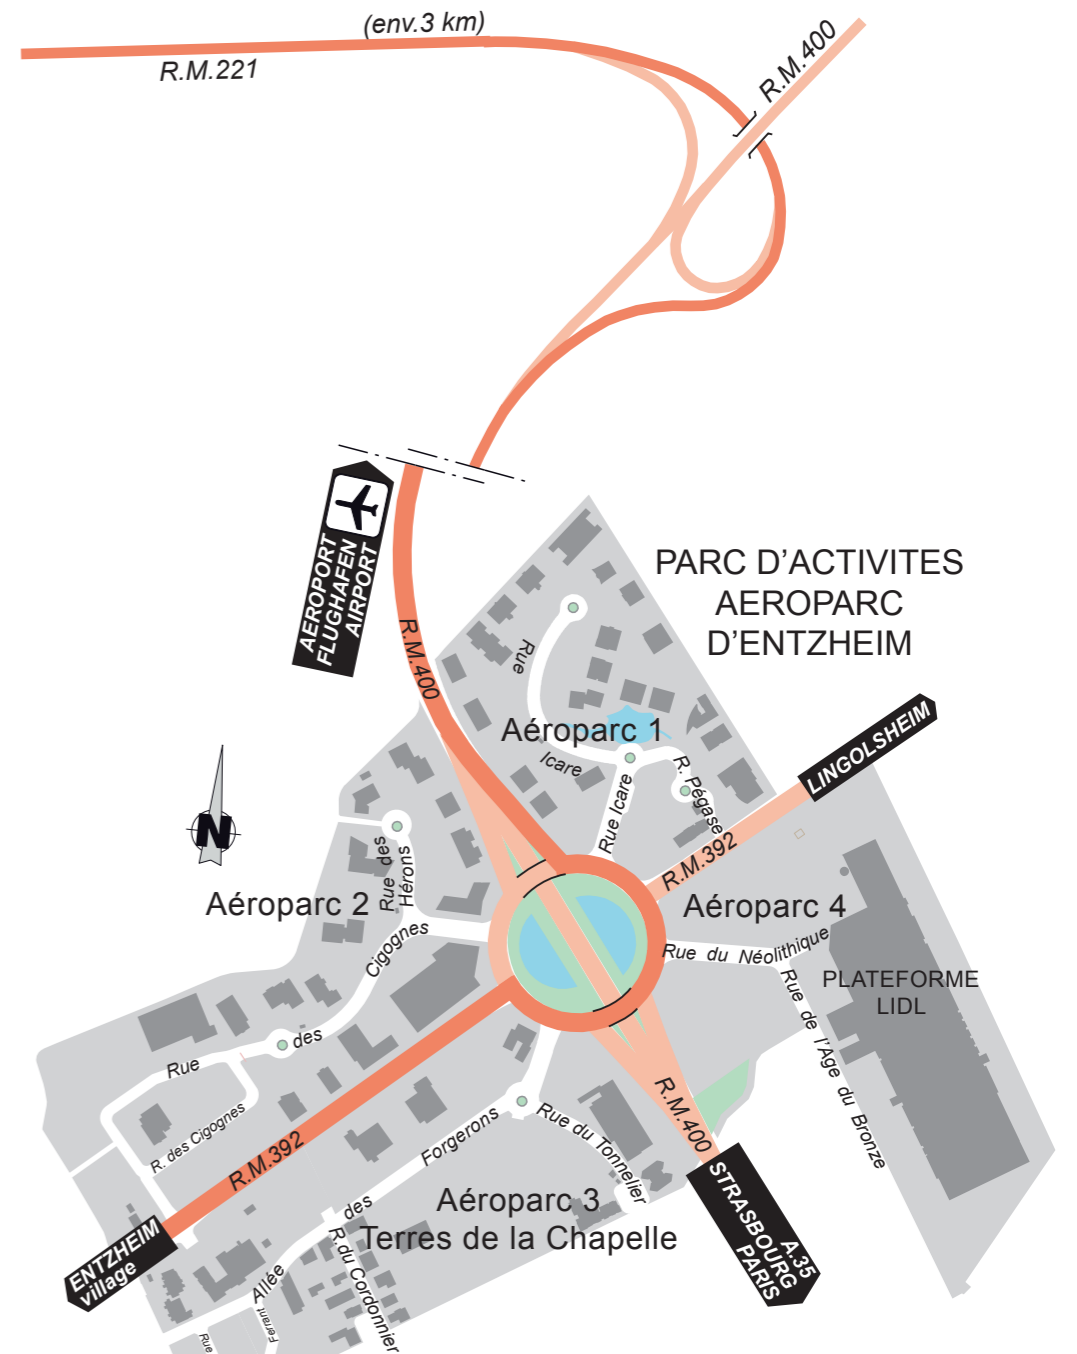 (env.3 km)
R.M.221
R.M.400
AEROPORT
FLUGHAFEN
AIRPORT
R.M.400
PARC D'ACTIVITES
AEROPARC
D'ENTZHEIM
Rue
Icare
Aéroparc 1
R. Pégase
Rue Icare
LINGOLSHEIM
R.M.392
N
Aéroparc 2
Rue des
Hérons
Cigognes
des
Rue
R. des Cigognes
Aéroparc 4
Rue du Néolithique
PLATEFORME
LIDL
Rue de l'Age du Bronze
R.M.392
R.M.400
Forgerons
des
Allée
Rue du Tonnelier
Aéroparc 3
Terres de la Chapelle
R.du Cordonnier
STRASBOURG
PARIS
A.35
ENTZHEIM
village
Rue
Ferrant